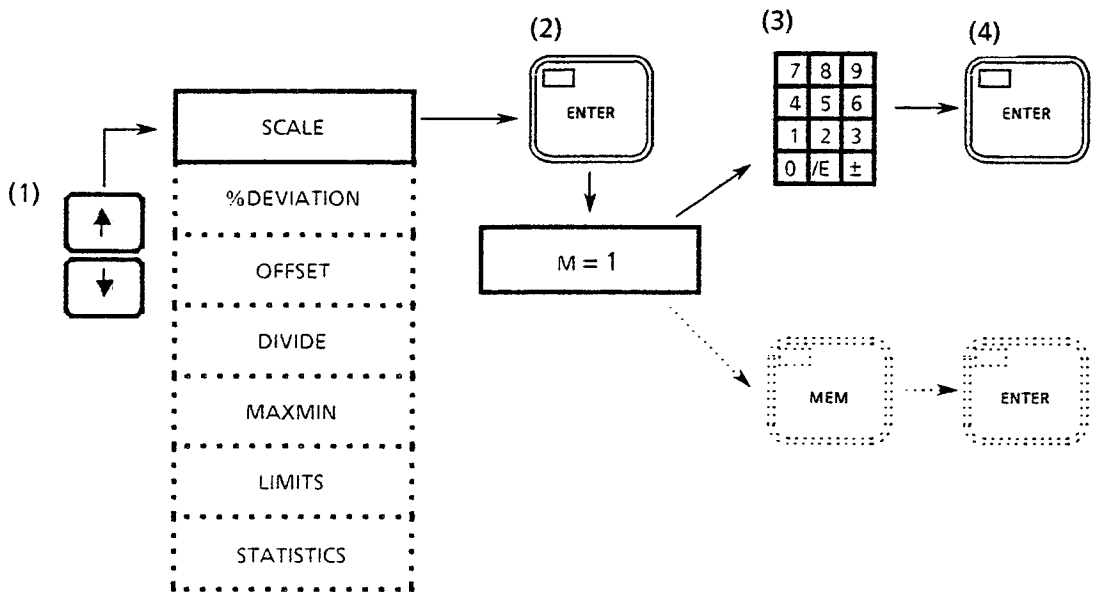 (1)
SCALE
%DEVIATION
OFFSET
DIVIDE
MAXMIN
LIMITS
STATISTICS
(2)
ENTER
M = 1
(3)
7 8 9
4 5 6
1 2 3
0 /E ±
(4)
ENTER
MEM
ENTER